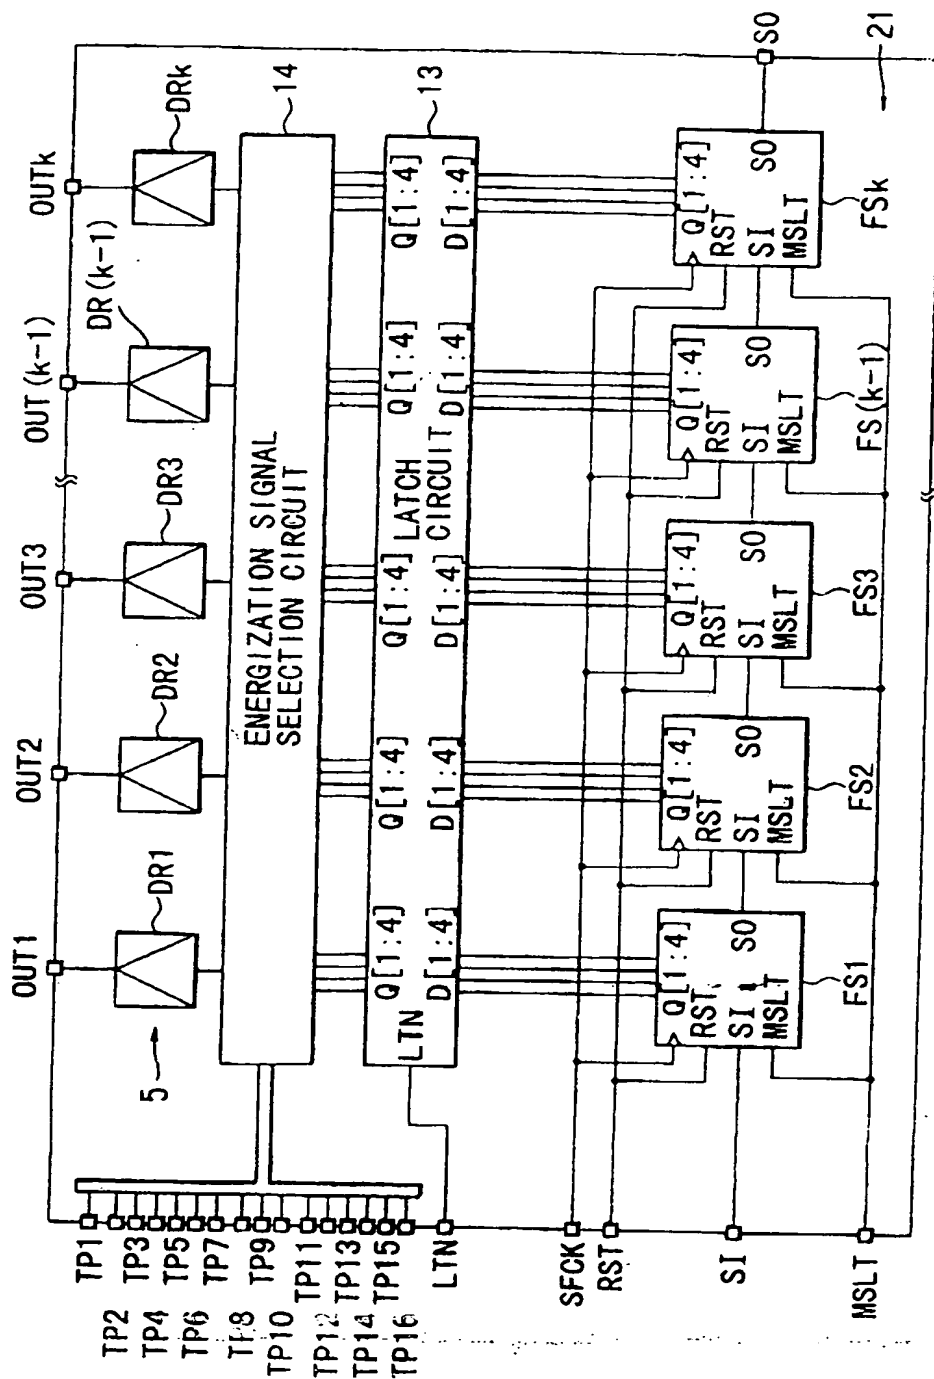 OUT1
OUT2
OUT3
OUT(k-1)
OUTk
5
DR1
DR2
DR3
DR(k-1)
DRk
14
ENERGIZATION SIGNAL
SELECTION CIRCUIT
13
Q[1:4]
Q[1:4]
Q[1:4]
Q[1:4]
Q[1:4]
LATCH
CIRCUIT
LTN
D[1:4]
D[1:4]
D[1:4]
D[1:4]
D[1:4]
TP1
TP2
TP3
TP4
TP5
TP6
TP7
TP8
TP9
TP10
TP11
TP12
TP13
TP14
TP15
TP16
LTN
SFCK
RST
SI
MSLT
Q[1:4]
RST
SI
SO
MSLT
FS1
Q[1:4]
RST
SI
SO
MSLT
FS2
Q[1:4]
RST
SI
SO
MSLT
FS3
Q[1:4]
RST
SI
SO
MSLT
FS(k-1)
Q[1:4]
RST
SI
SO
MSLT
FSk
SO
21